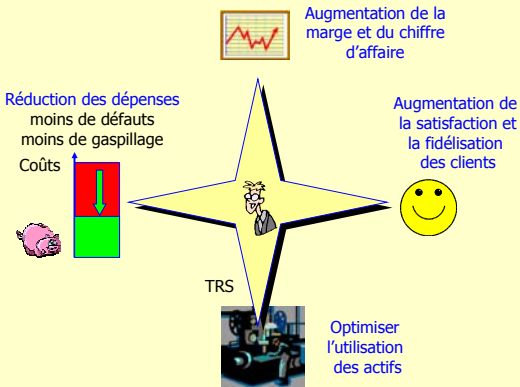 Augmentation de la
marge et du chiffre
d'affaire
Réduction des dépenses
moins de défauts
moins de gaspillage
Coûts
Augmentation de
la satisfaction et
la fidélisation
des clients
TRS
Optimiser
l'utilisation
des actifs